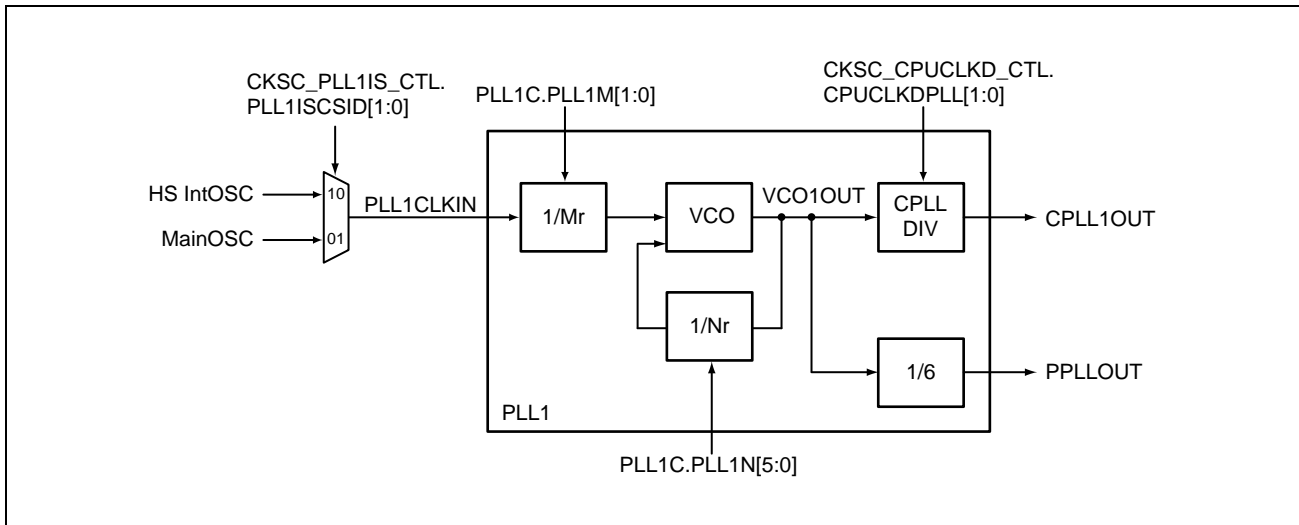 CKSC_PLL1IS_CTL.
PLL1ISCSID[1:0]
PLL1C.PLL1M[1:0]
CKSC_CPUCLKD_CTL.
CPUCLKDPLL[1:0]
HS IntOSC
10
MainOSC
01
PLL1CLKIN
1/Mr
VCO
VCO1OUT
CPLL
DIV
CPLL1OUT
1/Nr
1/6
PPLLOUT
PLL1
PLL1C.PLL1N[5:0]